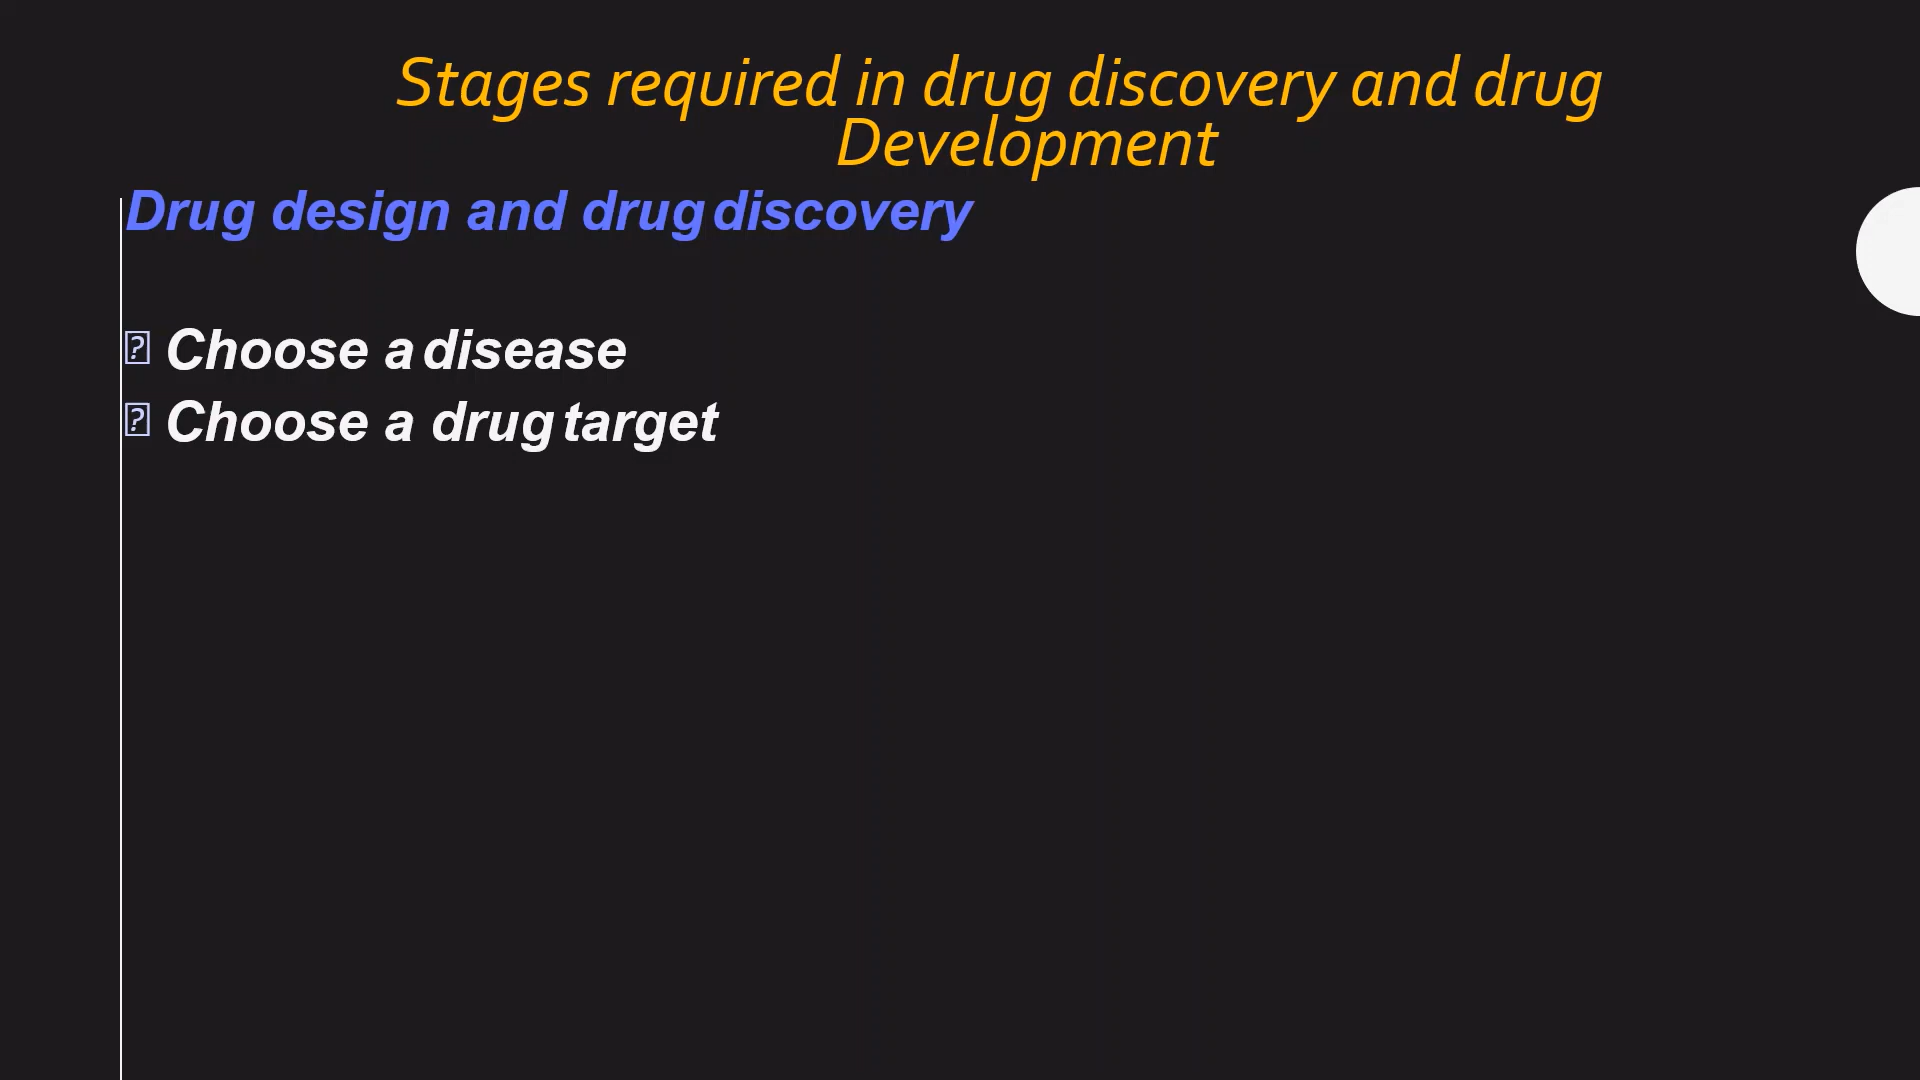 Stages required in drug discovery and drug
Development
Drug design and drug discovery
Choose a disease
Choose a drug target